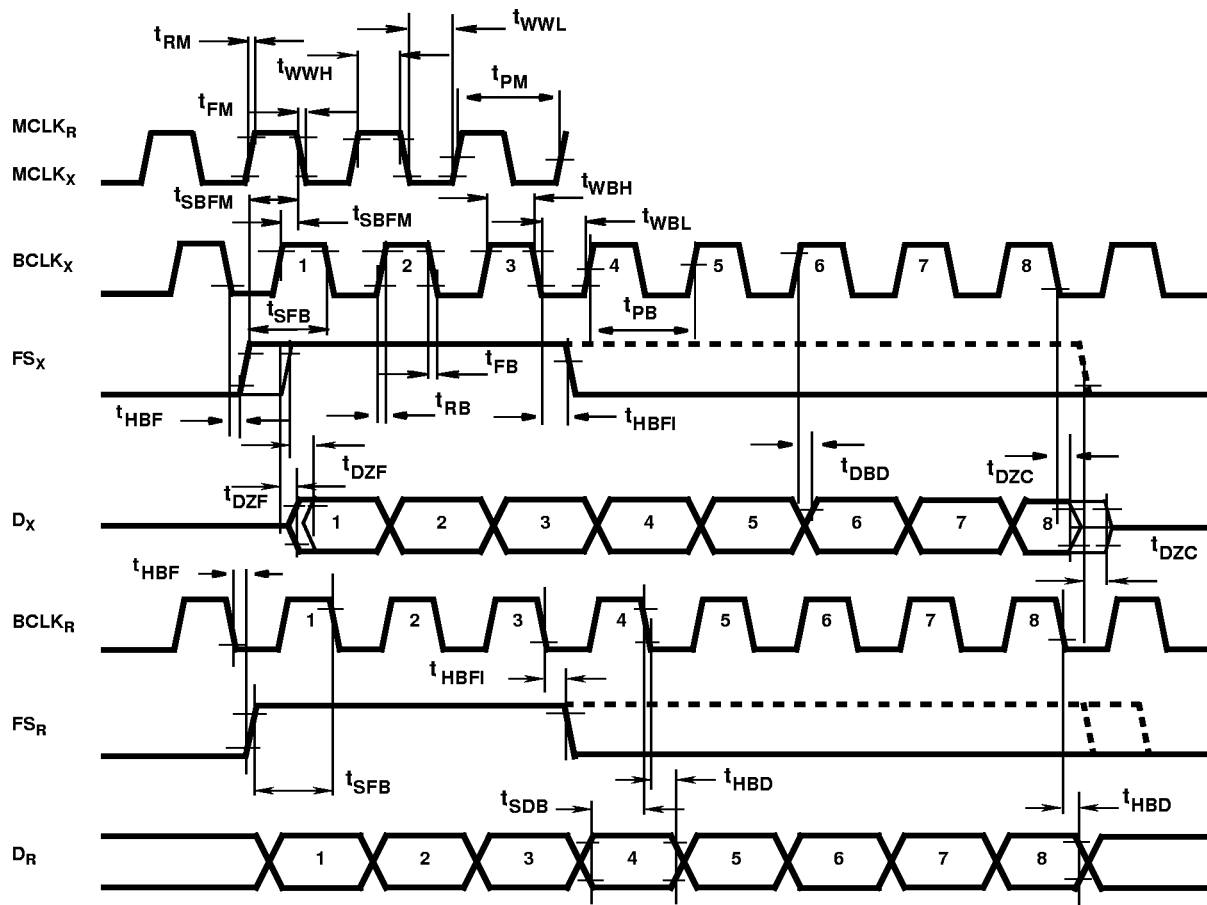 tWWL
tRM
tWWH
tPM
tFM
MCLKR
MCLKX
tSBFM
tSBFM
tWBH
tWBL
BCLKX
1 2 3 4 5 6 7 8
tSFB
tPB
FSX
tFB
tHBF
tRB
tHBFI
tDZF
tDZF
tDBD
tDZC
DX
1 2 3 4 5 6 7 8
tDZC
tHBF
BCLKR
1 2 3 4 5 6 7 8
tHBFI
FSR
tSFB
tHBD
tSDB
tHBD
DR
1 2 3 4 5 6 7 8